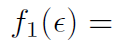 f₁(ϵ) =